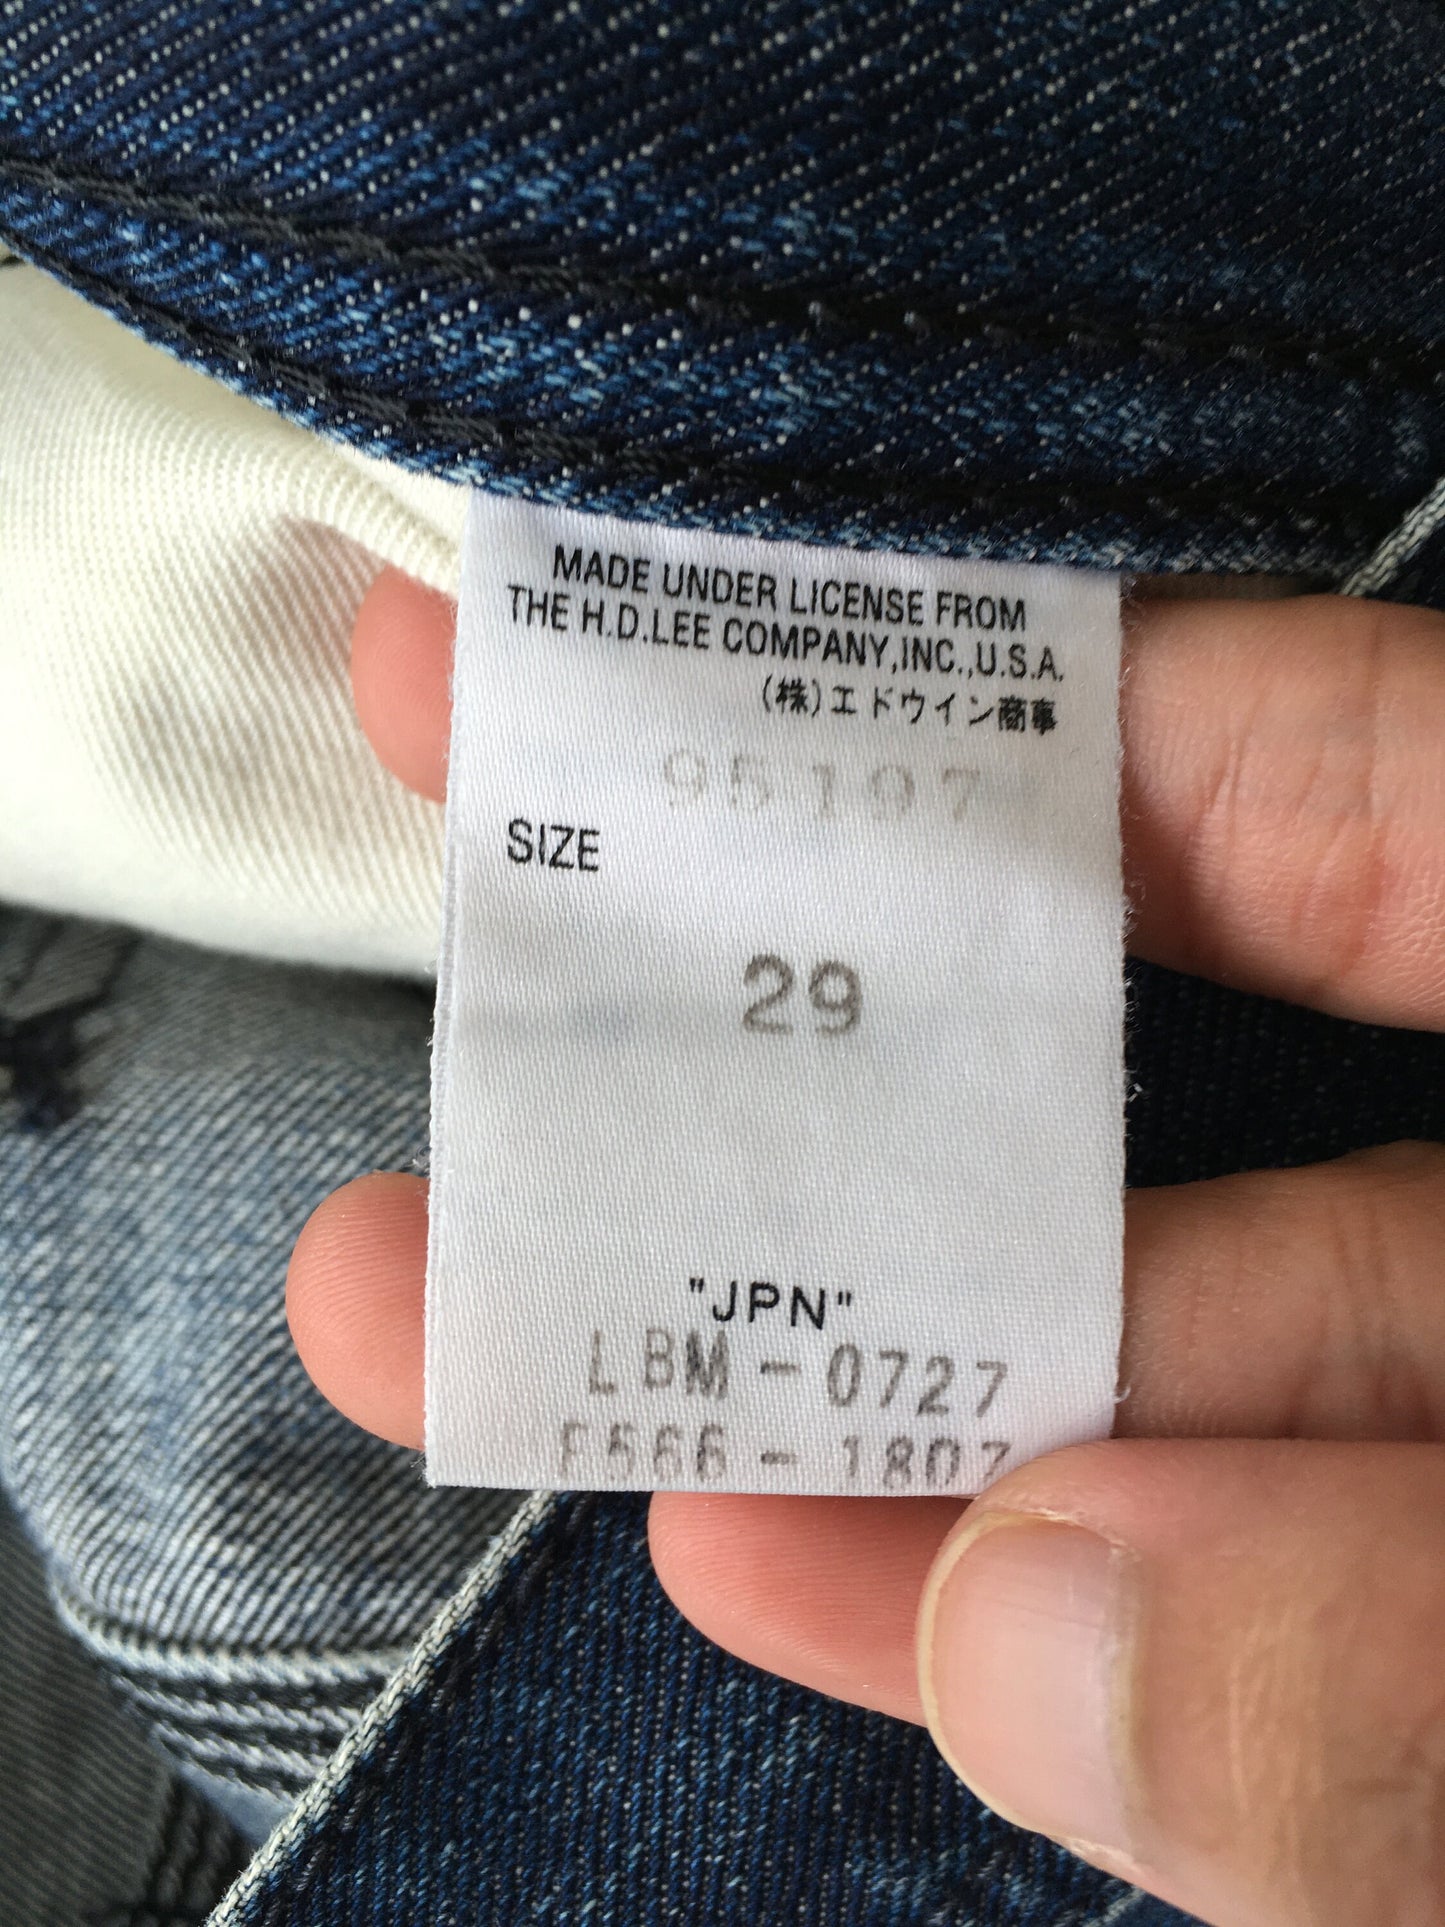 MADE UNDER LICENSE FROM
THE H.D.LEE COMPANY,INC.,U.S.A.
(株)エドウイン商事
95197
SIZE
29
"JPN"
LBM-0727
F566-1807